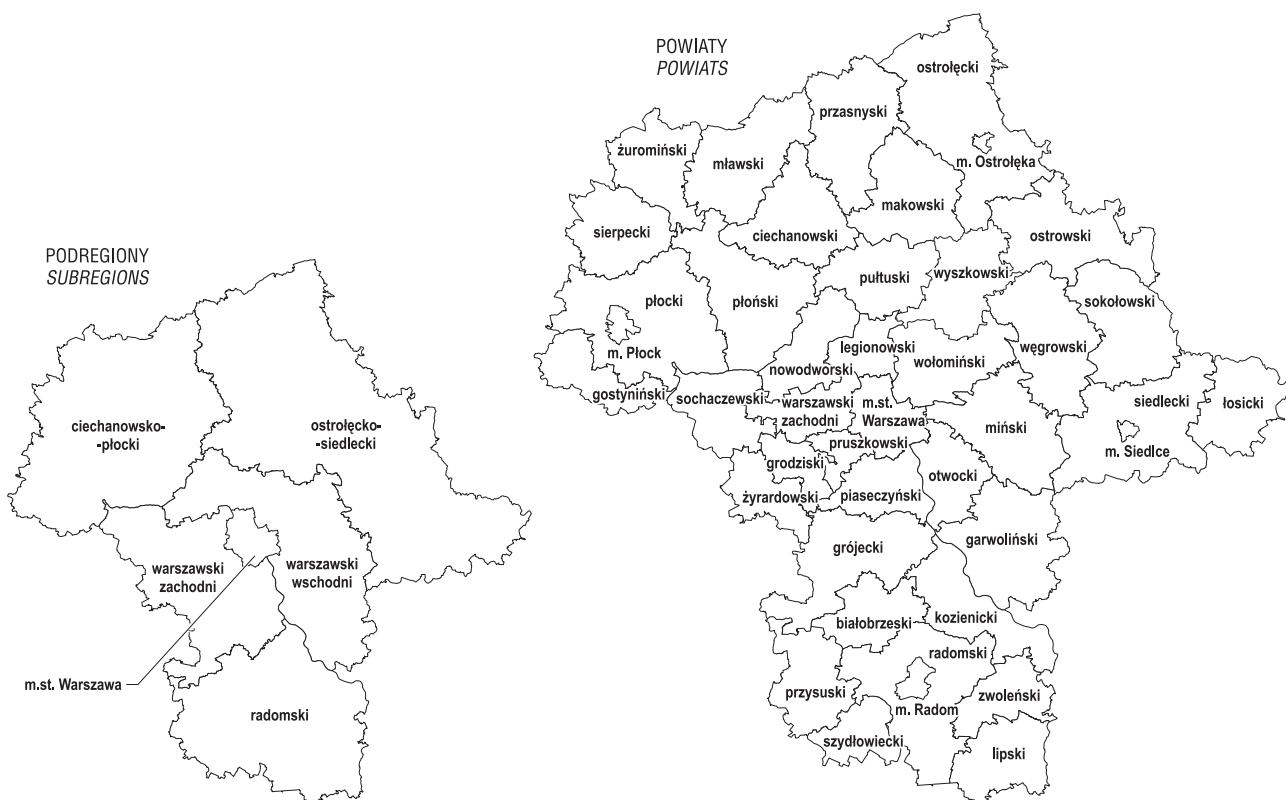 PODREGIONY
SUBREGIONS
ciechanowsko-
-płocki
ostrołęcko-
-siedlecki
warszawski
zachodni
warszawski
wschodni
m.st. Warszawa
radomski
POWIATY
POWIATS
ostrołęcki
przasnyski
żuromiński
mławski
m. Ostrołęka
makowski
sierpecki
ciechanowski
ostrowski
pułtuski
wyszkowski
płocki
płoński
sokołowski
m. Płock
legionowski
wołomiński
węgrowski
nowodworski
gostyniński
sochaczewski
warszawski
zachodni
m.st.
Warszawa
miński
siedlecki
łosicki
pruszkowski
m. Siedlce
grodziski
otwocki
żyrardowski
piaseczyński
grójecki
garwoliński
białobrzeski
kozienicki
radomski
przysuski
m. Radom
zwoleński
szydłowiecki
lipski